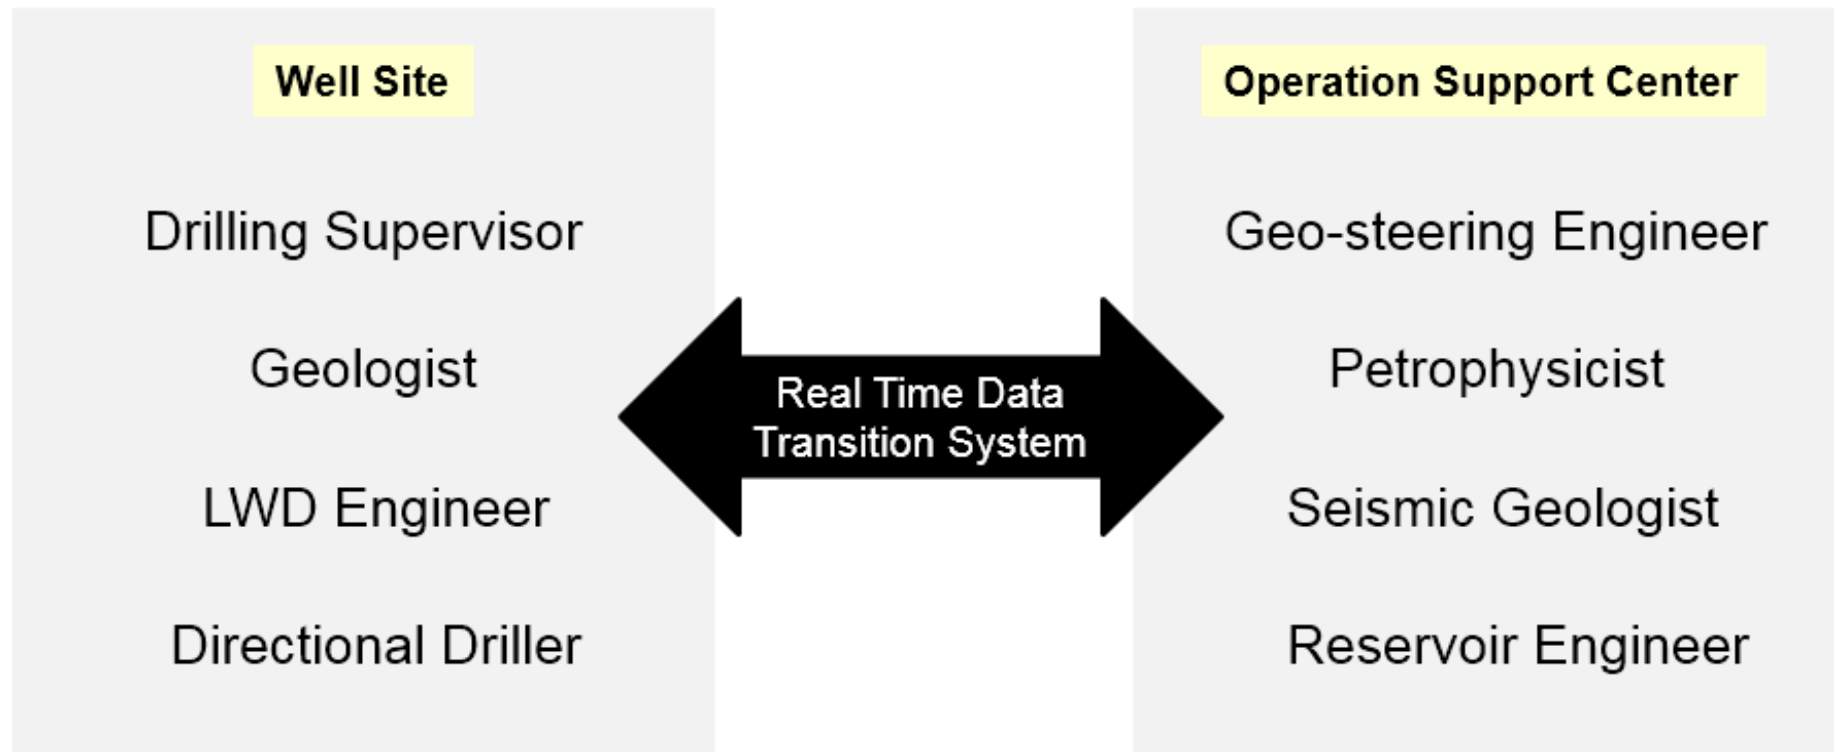 Well Site
Drilling Supervisor
Geologist
LWD Engineer
Directional Driller
Real Time Data
Transition System
Operation Support Center
Geo-steering Engineer
Petrophysicist
Seismic Geologist
Reservoir Engineer